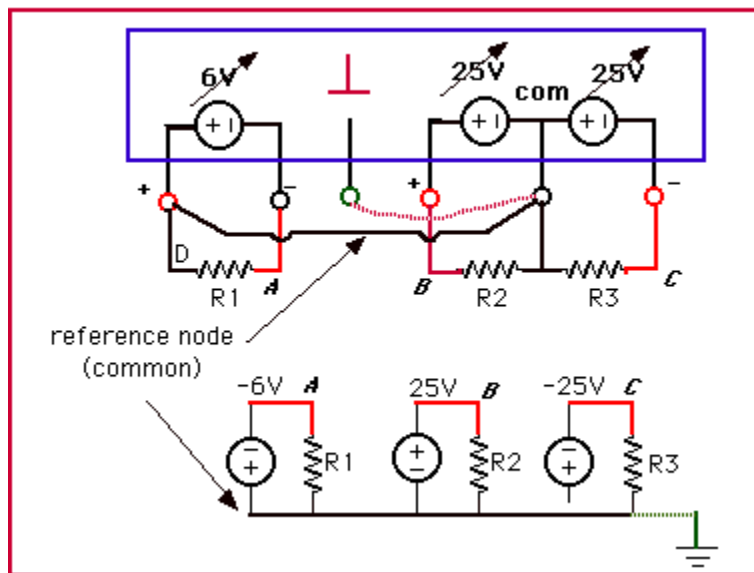 6V 25V 25V
com
+ I + I + I
+ - + -
D R1 A B R2 R3 C
reference node
(common)
-6V A 25V B -25V C
- + -
+ R1 - R2 + R3